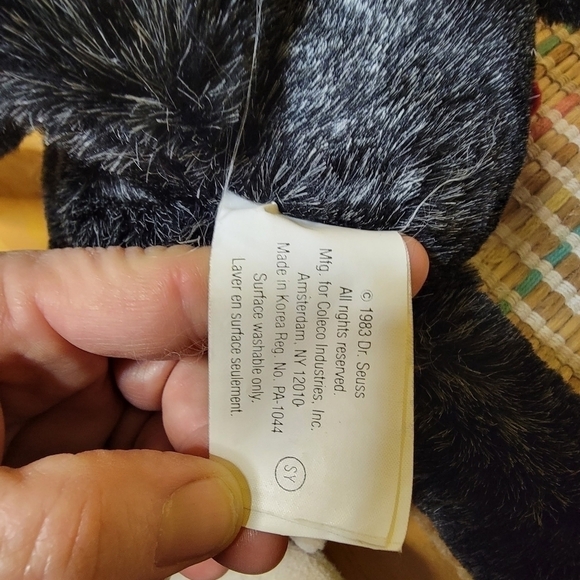 © 1983 Dr. Seuss
All rights reserved.
Mfg. for Coleco Industries, Inc.
Amsterdam, NY 12010
Made in Korea Reg. No. PA-1044
Surface washable only.
Laver en surface seulement.
SY